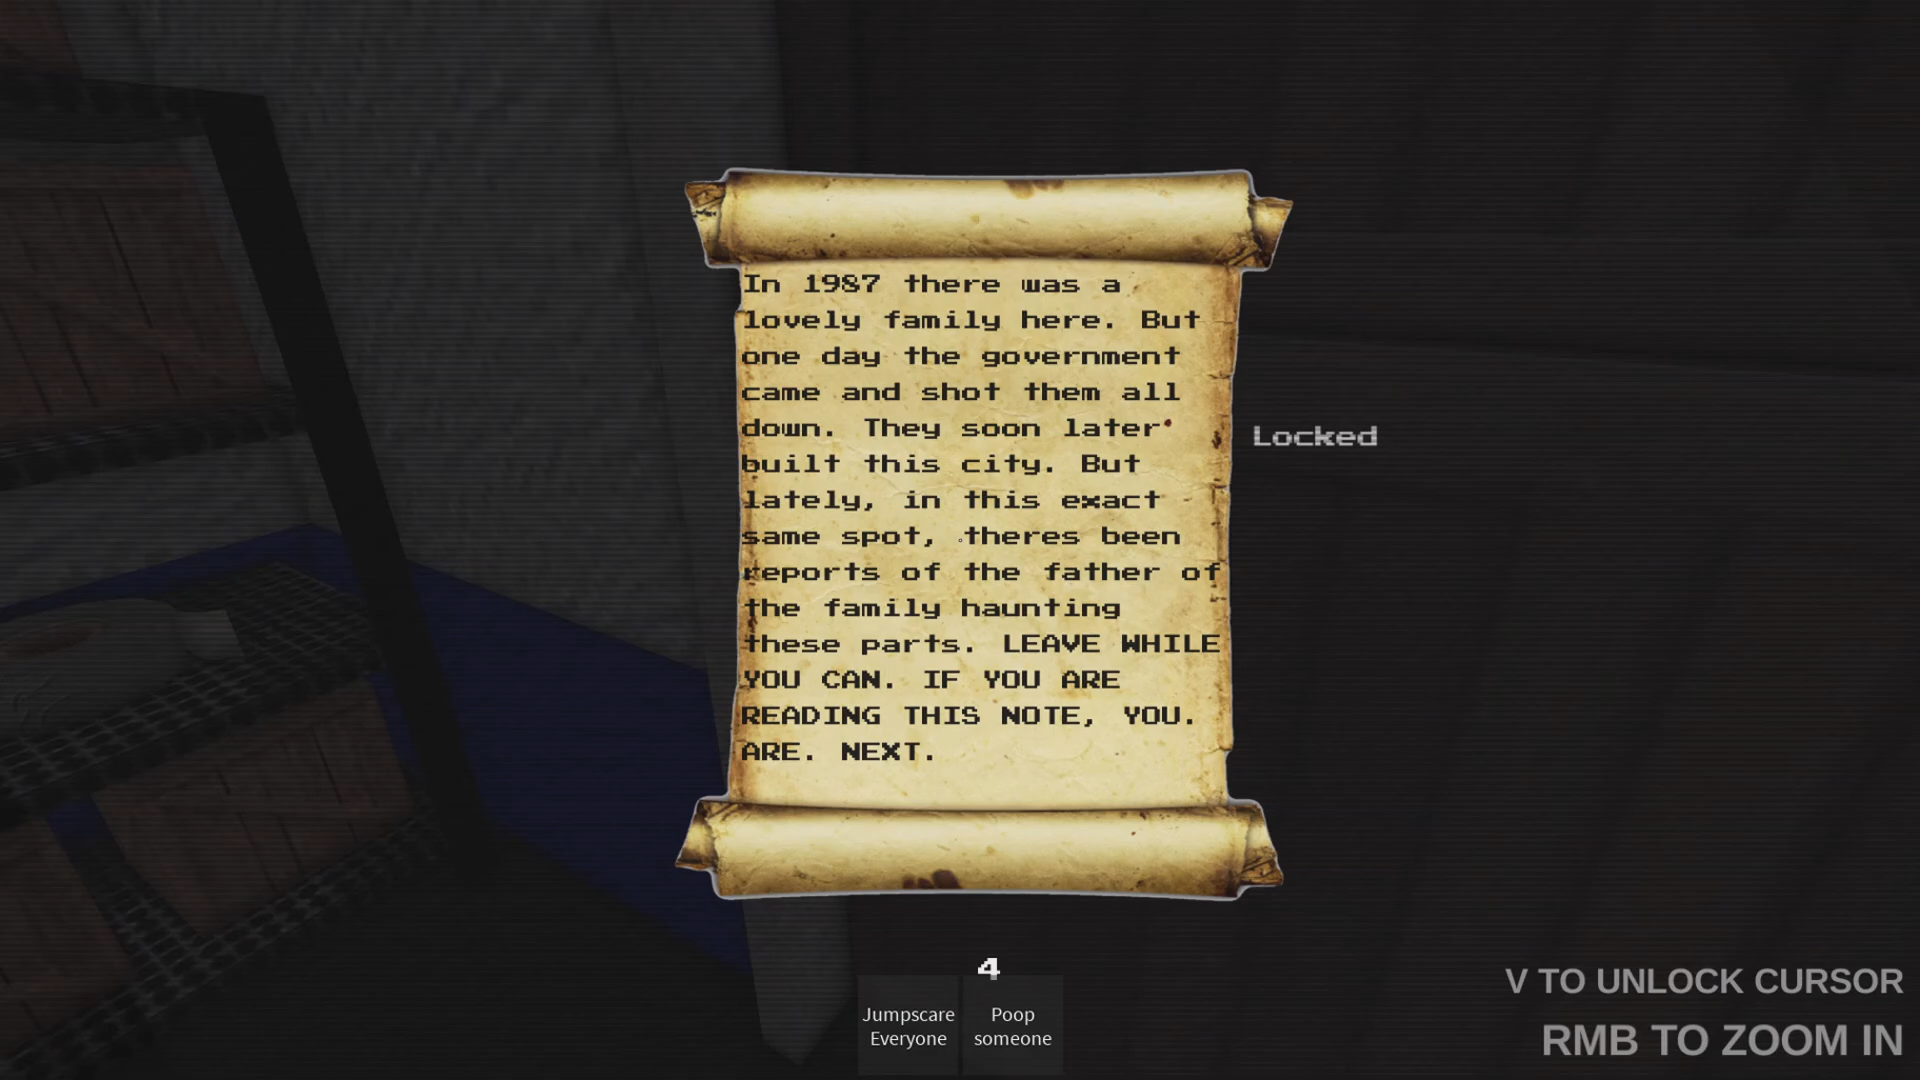 In 1987 there was a
lovely family here. But
one day the government
came and shot them all
down. They soon later
built this city. But
lately, in this exact
same spot, theres been
reports of the father of
the family haunting
these parts. LEAVE WHILE
YOU CAN. IF YOU ARE
READING THIS NOTE, YOU.
ARE. NEXT.
Locked
4
Jumpscare
Everyone
Poop
someone
V TO UNLOCK CURSOR
RMB TO ZOOM IN